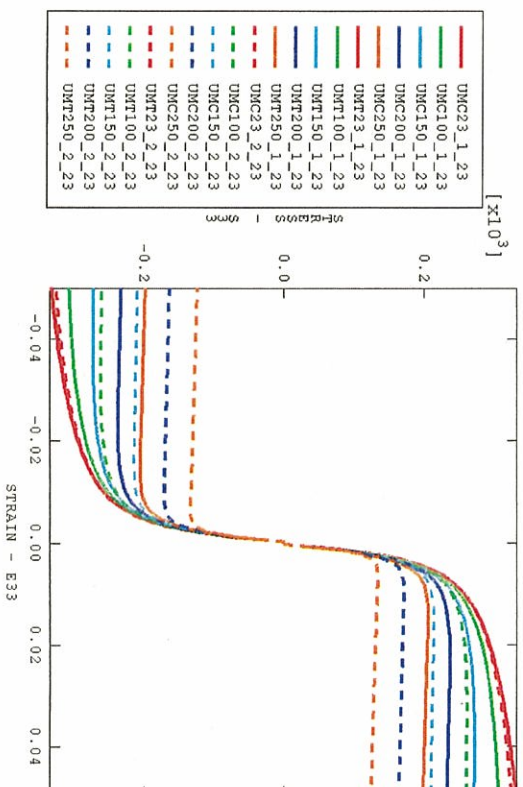 UMC23_1_23
UMC100_1_23
UMC150_1_23
UMC200_1_23
UMC250_1_23
UMT23_1_23
UMT100_1_23
UMT150_1_23
UMT200_1_23
UMT250_1_23
UMC23_2_23
UMC100_2_23
UMC150_2_23
UMC200_2_23
UMC250_2_23
UMT23_2_23
UMT100_2_23
UMT150_2_23
UMT200_2_23
UMT250_2_23
[x10³]
STRESS - S33
0.2
0.0
-0.2
-0.04
-0.02
0.00
0.02
0.04
STRAIN - E33